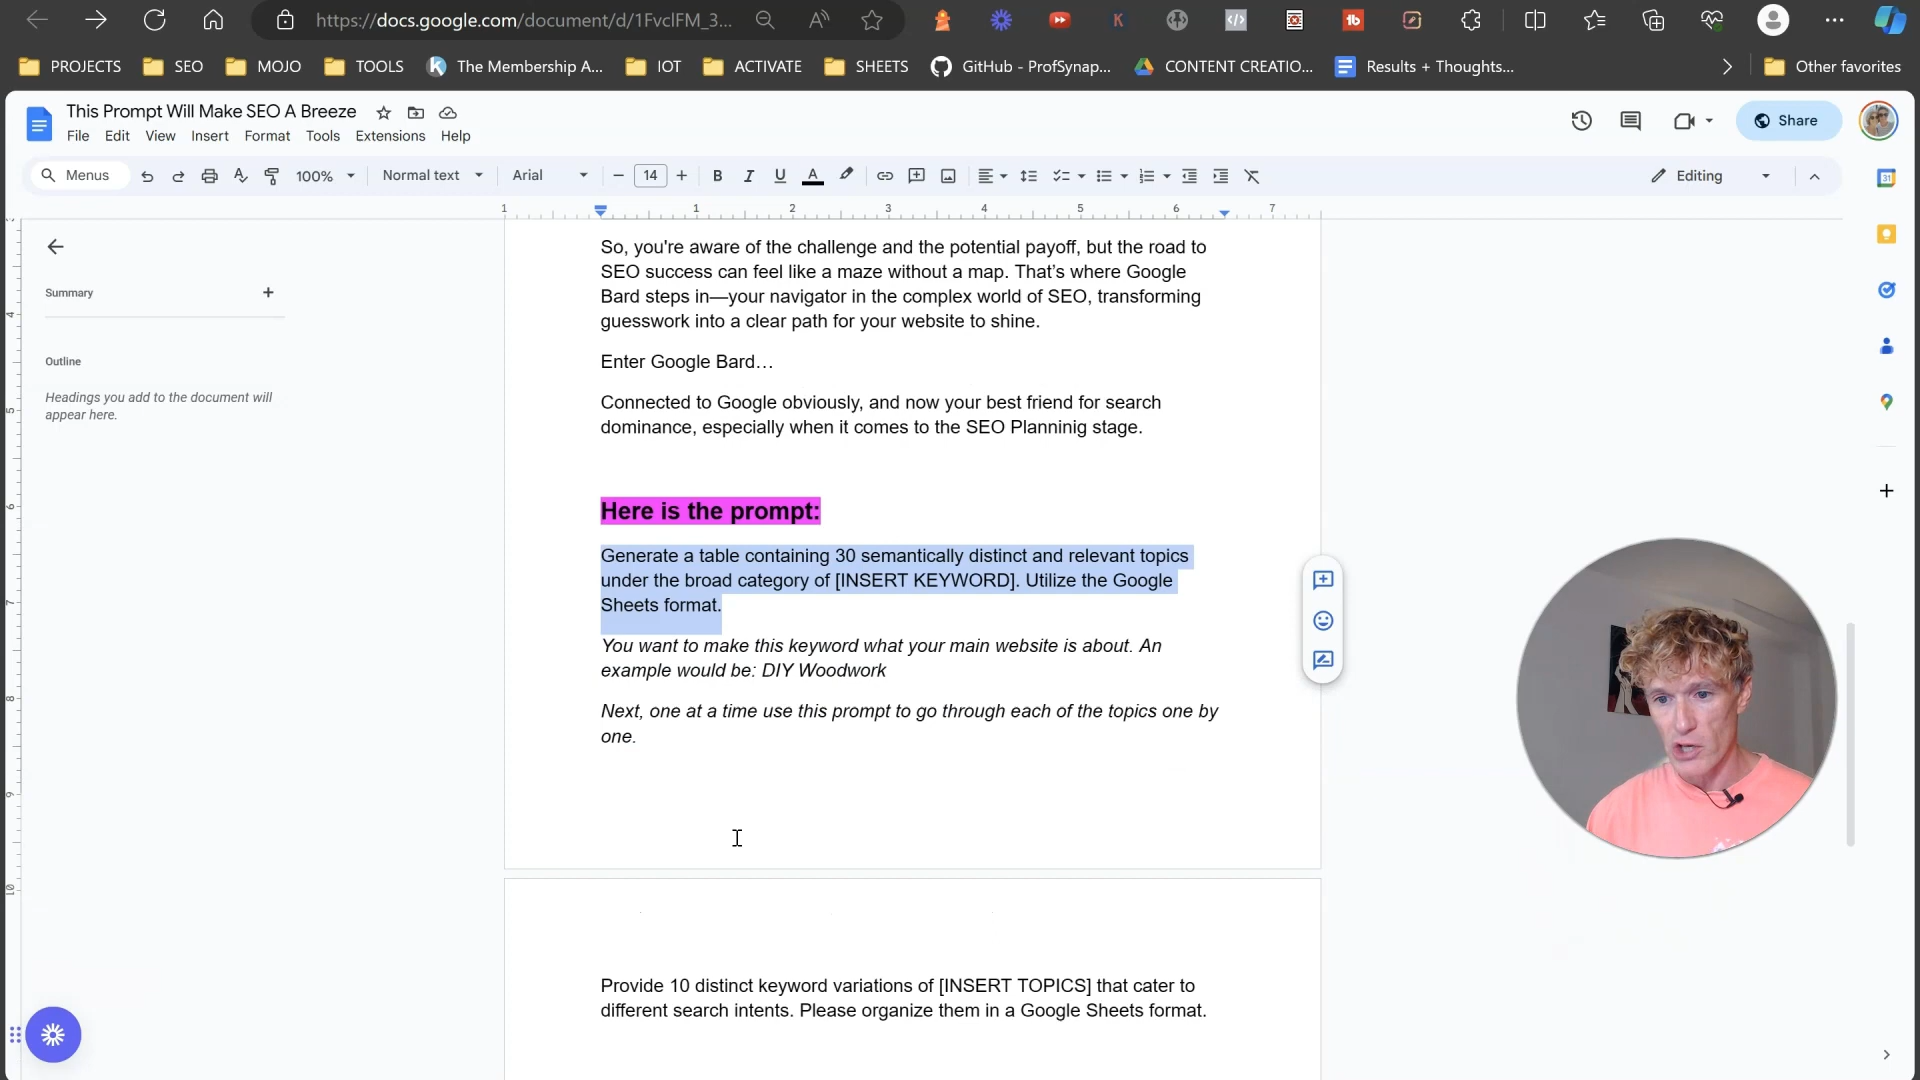 https://docs.google.com/document/d/1FvclFM_3...
PROJECTS SEO MOJO TOOLS The Membership A... IOT ACTIVATE SHEETS GitHub - ProfSynap... CONTENT CREATIO... Results + Thoughts... Other favorites
This Prompt Will Make SEO A Breeze
File Edit View Insert Format Tools Extensions Help
Share
Menus 100% Normal text Arial 14 Editing
1 1 2 3 4 5 6 7
Summary
Outline
Headings you add to the document will
appear here.
So, you're aware of the challenge and the potential payoff, but the road to
SEO success can feel like a maze without a map. That’s where Google
Bard steps in—your navigator in the complex world of SEO, transforming
guesswork into a clear path for your website to shine.
Enter Google Bard…
Connected to Google obviously, and now your best friend for search
dominance, especially when it comes to the SEO Planninig stage.
Here is the prompt:
Generate a table containing 30 semantically distinct and relevant topics
under the broad category of [INSERT KEYWORD]. Utilize the Google
Sheets format.
You want to make this keyword what your main website is about. An
example would be: DIY Woodwork
Next, one at a time use this prompt to go through each of the topics one by
one.
Provide 10 distinct keyword variations of [INSERT TOPICS] that cater to
different search intents. Please organize them in a Google Sheets format.